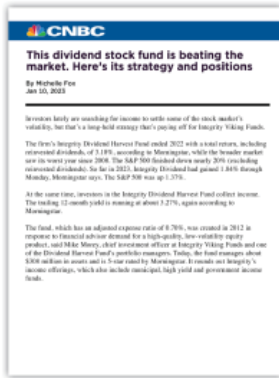 CNBC
This dividend stock fund is beating the
market. Here's its strategy and positions
By Michelle Fox
Jan 10, 2023
Investors lately are searching for income to settle some of the stock market's
volatility, but that's a long-held strategy that's paying off for Integrity Viking Funds.
The firm's Integrity Dividend Harvest Fund ended 2022 with a total return, including
reinvested dividends, of 3.18%, according to Morningstar, while the broader market
saw its worst year since 2008. The S&P 500 finished down nearly 20% (excluding
reinvested dividends). So far in 2023, Integrity Dividend had gained 1.84% through
Monday, Morningstar says. The S&P 500 was up 1.37%.
At the same time, investors in the Integrity Dividend Harvest Fund collect income.
The trailing 12-month yield is running at about 3.27%, again according to
Morningstar.
The fund, which has an adjusted expense ratio of 0.70%, was created in 2012 in
response to financial advisor demand for a high-quality, low-volatility equity
product, said Mike Morey, chief investment officer at Integrity Viking Funds and one
of the Dividend Harvest Fund's portfolio managers. Today, the fund manages about
$300 million in assets and is 5-star rated by Morningstar. It rounds out Integrity's
income offerings, which also include municipal, high yield and government income
funds.